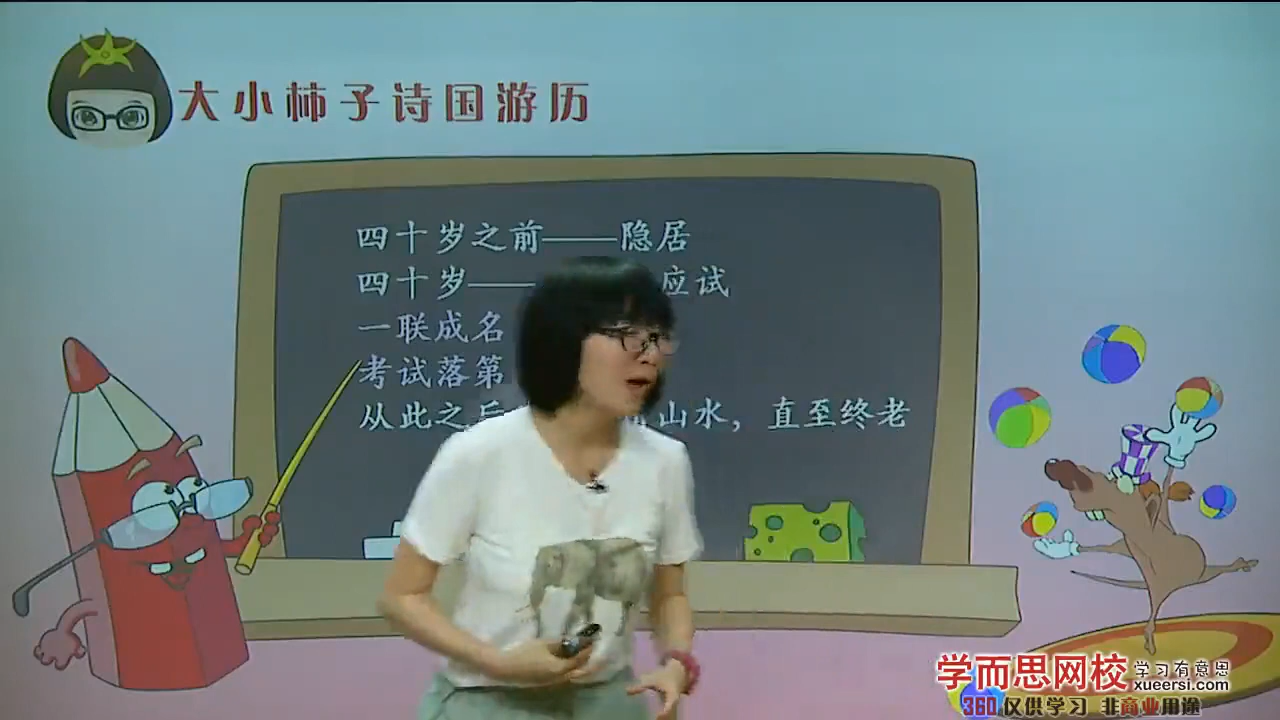 大小柿子诗国游历
四十岁之前——隐居
四十岁—— 应试
一联成名
考试落第
从此之后 山水，直至终老
学而思网校 学习有意思
xueersi.com
360 仅供学习 非商业用途